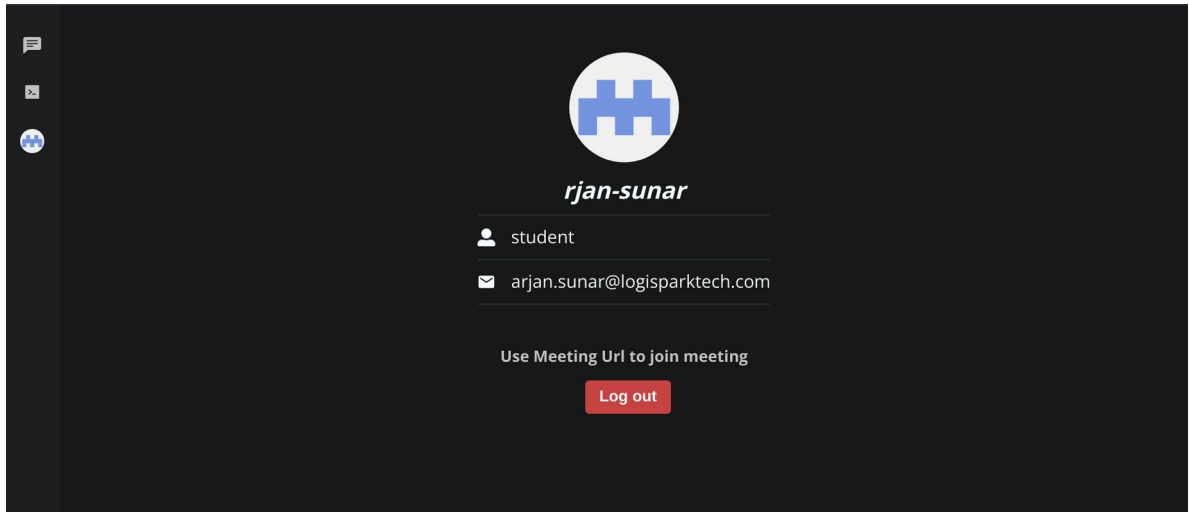 rjan-sunar
student
arjan.sunar@logisparktech.com
Use Meeting Url to join meeting
Log out